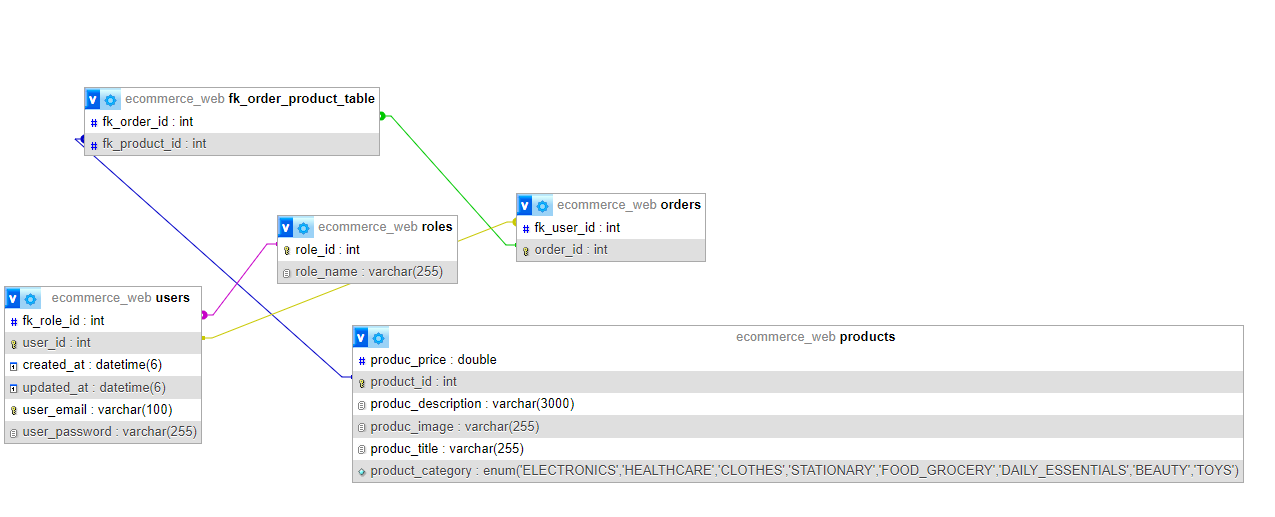 v ecommerce_web fk_order_product_table
# fk_order_id : int
# fk_product_id : int
v ecommerce_web orders
# fk_user_id : int
order_id : int
v ecommerce_web roles
role_id : int
role_name : varchar(255)
v ecommerce_web users
# fk_role_id : int
user_id : int
created_at : datetime(6)
updated_at : datetime(6)
user_email : varchar(100)
user_password : varchar(255)
v ecommerce_web products
# produc_price : double
product_id : int
produc_description : varchar(3000)
produc_image : varchar(255)
produc_title : varchar(255)
product_category : enum('ELECTRONICS','HEALTHCARE','CLOTHES','STATIONARY','FOOD_GROCERY','DAILY_ESSENTIALS','BEAUTY','TOYS')